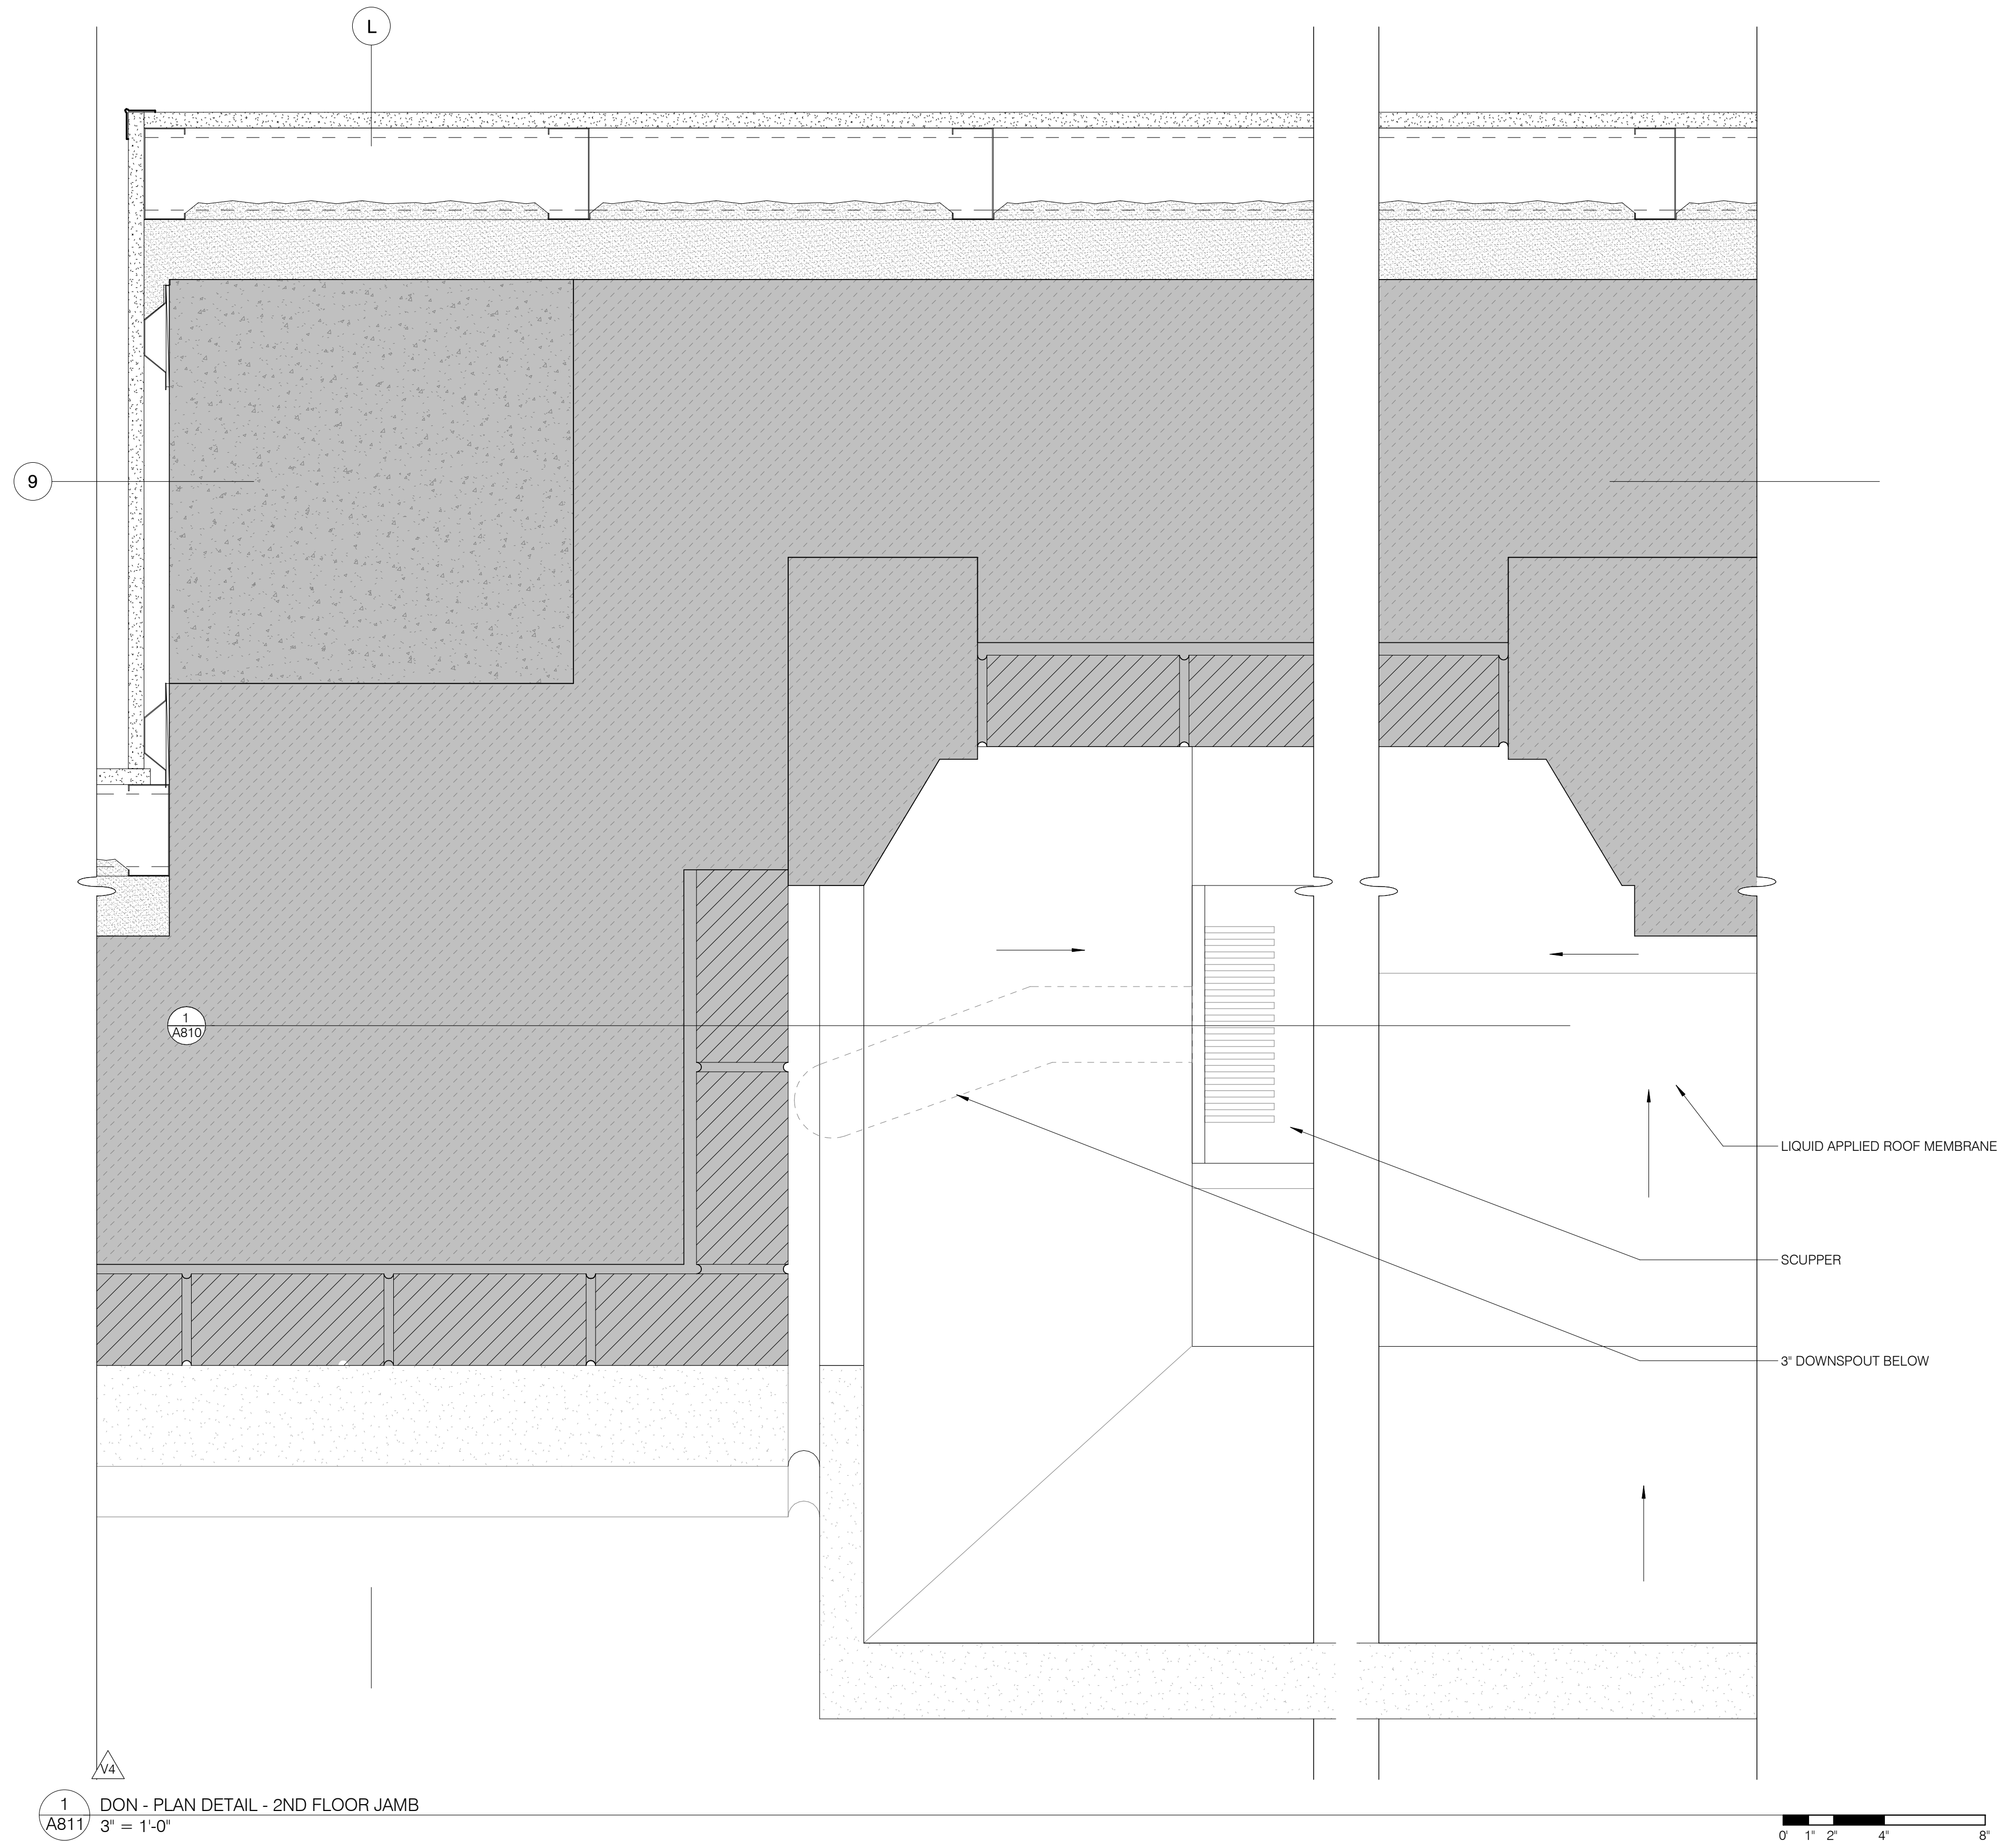 L
9
1
A810
LIQUID APPLIED ROOF MEMBRANE
SCUPPER
3" DOWNSPOUT BELOW
V4
1
A811
DON - PLAN DETAIL - 2ND FLOOR JAMB
3" = 1'-0"
0' 1" 2" 4" 8"